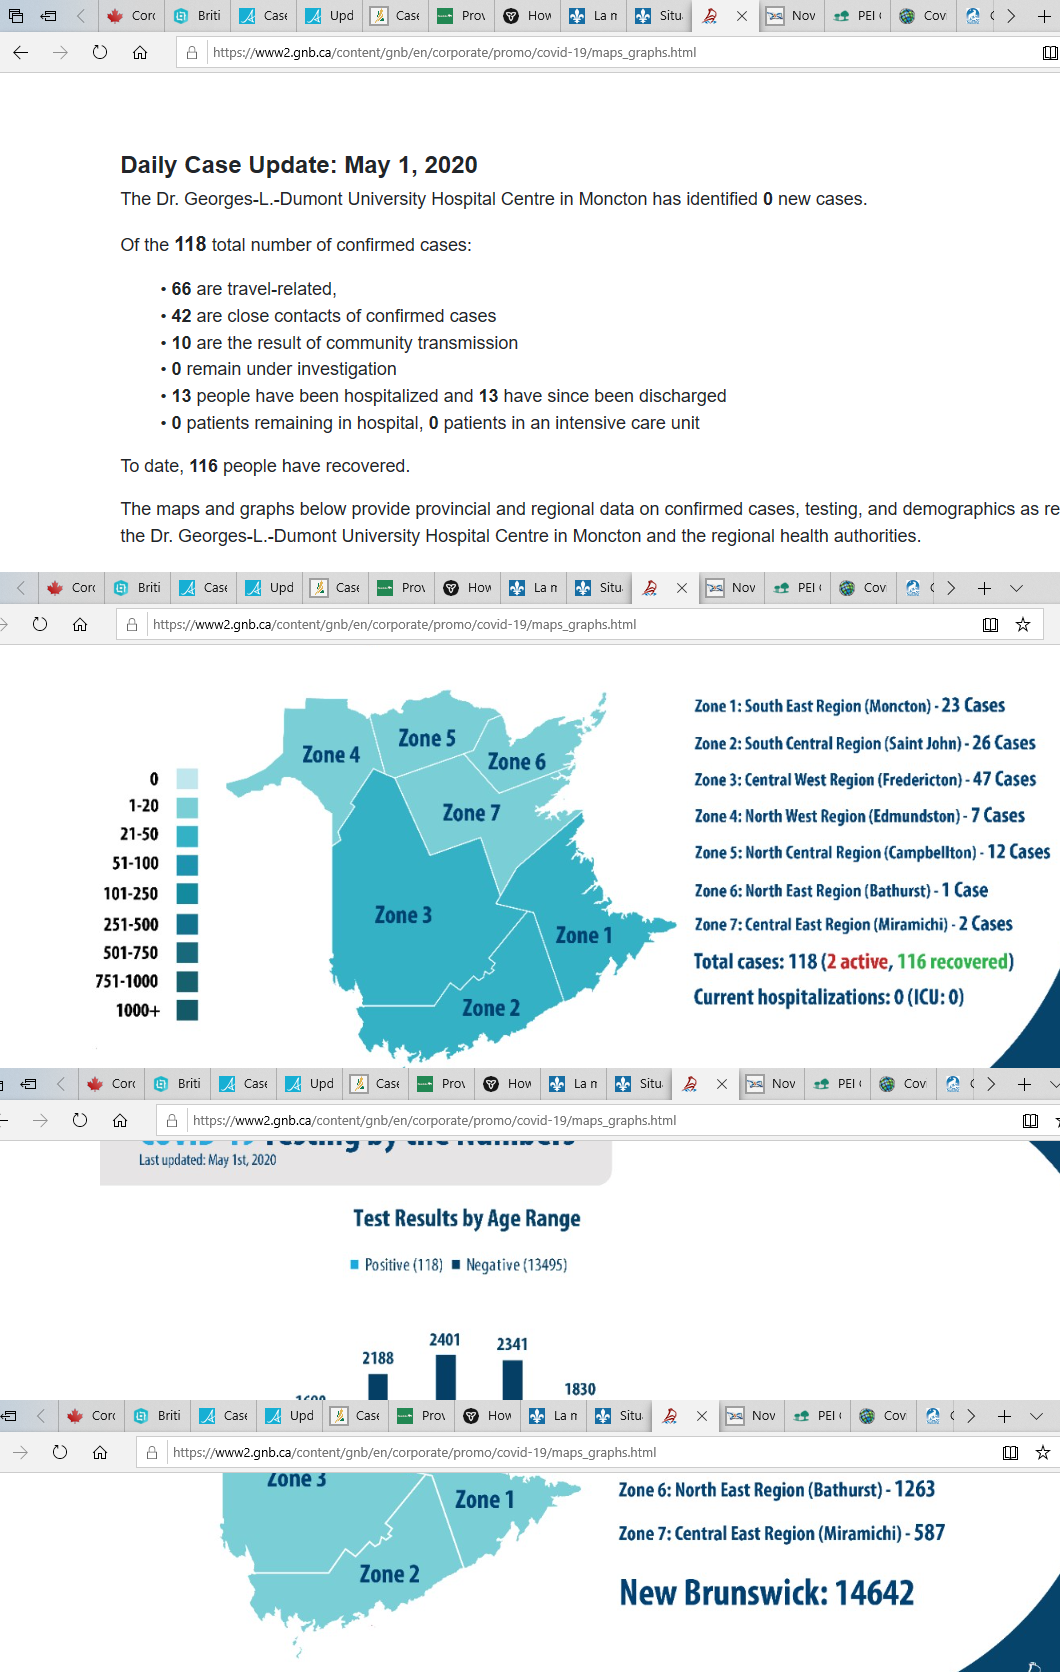 Corc Briti Case Upd Case Prov How La n Situ Nov PEI Cov
https://www2.gnb.ca/content/gnb/en/corporate/promo/covid-19/maps_graphs.html
Daily Case Update: May 1, 2020
The Dr. Georges-L.-Dumont University Hospital Centre in Moncton has identified 0 new cases.
Of the 118 total number of confirmed cases:
• 66 are travel-related,
• 42 are close contacts of confirmed cases
• 10 are the result of community transmission
• 0 remain under investigation
• 13 people have been hospitalized and 13 have since been discharged
• 0 patients remaining in hospital, 0 patients in an intensive care unit
To date, 116 people have recovered.
The maps and graphs below provide provincial and regional data on confirmed cases, testing, and demographics as re
the Dr. Georges-L.-Dumont University Hospital Centre in Moncton and the regional health authorities.
Corc Briti Case Upd Case Prov How La n Situ Nov PEI Cov
https://www2.gnb.ca/content/gnb/en/corporate/promo/covid-19/maps_graphs.html
0
1-20
21-50
51-100
101-250
251-500
501-750
751-1000
1000+
Zone 4
Zone 5
Zone 6
Zone 7
Zone 3
Zone 1
Zone 2
Zone 1: South East Region (Moncton) - 23 Cases
Zone 2: South Central Region (Saint John) - 26 Cases
Zone 3: Central West Region (Fredericton) - 47 Cases
Zone 4: North West Region (Edmundston) - 7 Cases
Zone 5: North Central Region (Campbellton) - 12 Cases
Zone 6: North East Region (Bathurst) - 1 Case
Zone 7: Central East Region (Miramichi) - 2 Cases
Total cases: 118 (2 active, 116 recovered)
Current hospitalizations: 0 (ICU: 0)
Corc Briti Case Upd Case Prov How La n Situ Nov PEI Cov
https://www2.gnb.ca/content/gnb/en/corporate/promo/covid-19/maps_graphs.html
COVID-19 Testing by the Numbers
Last updated: May 1st, 2020
Test Results by Age Range
Positive (118) Negative (13495)
2188
2401
2341
1830
Corc Briti Case Upd Case Prov How La n Situ Nov PEI Cov
https://www2.gnb.ca/content/gnb/en/corporate/promo/covid-19/maps_graphs.html
Zone 3
Zone 1
Zone 2
Zone 6: North East Region (Bathurst) - 1263
Zone 7: Central East Region (Miramichi) - 587
New Brunswick: 14642